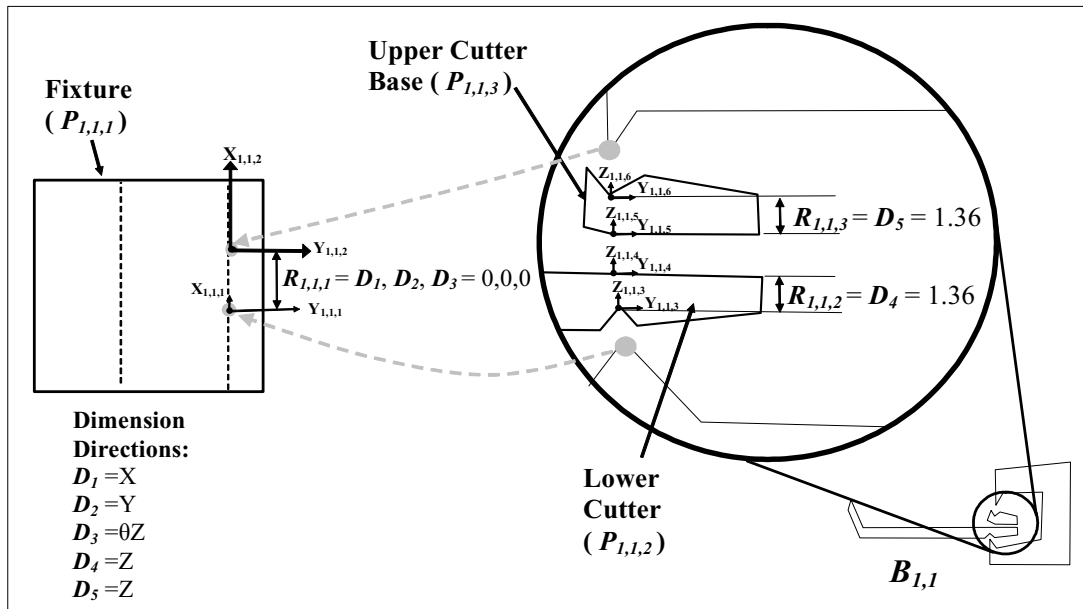 Fixture
( P1,1,1)
X1,1,2
Y1,1,2
R1,1,1 = D1, D2, D3 = 0,0,0
X1,1,1
Y1,1,1
Dimension
Directions:
D1 =X
D2 =Y
D3 =θZ
D4 =Z
D5 =Z
Upper Cutter
Base ( P1,1,3)
Z1,1,6
Y1,1,6
Z1,1,5
Y1,1,5
R1,1,3 = D5 = 1.36
Z1,1,4
Y1,1,4
Z1,1,3
Y1,1,3
R1,1,2 = D4 = 1.36
Lower
Cutter
( P1,1,2)
B1,1